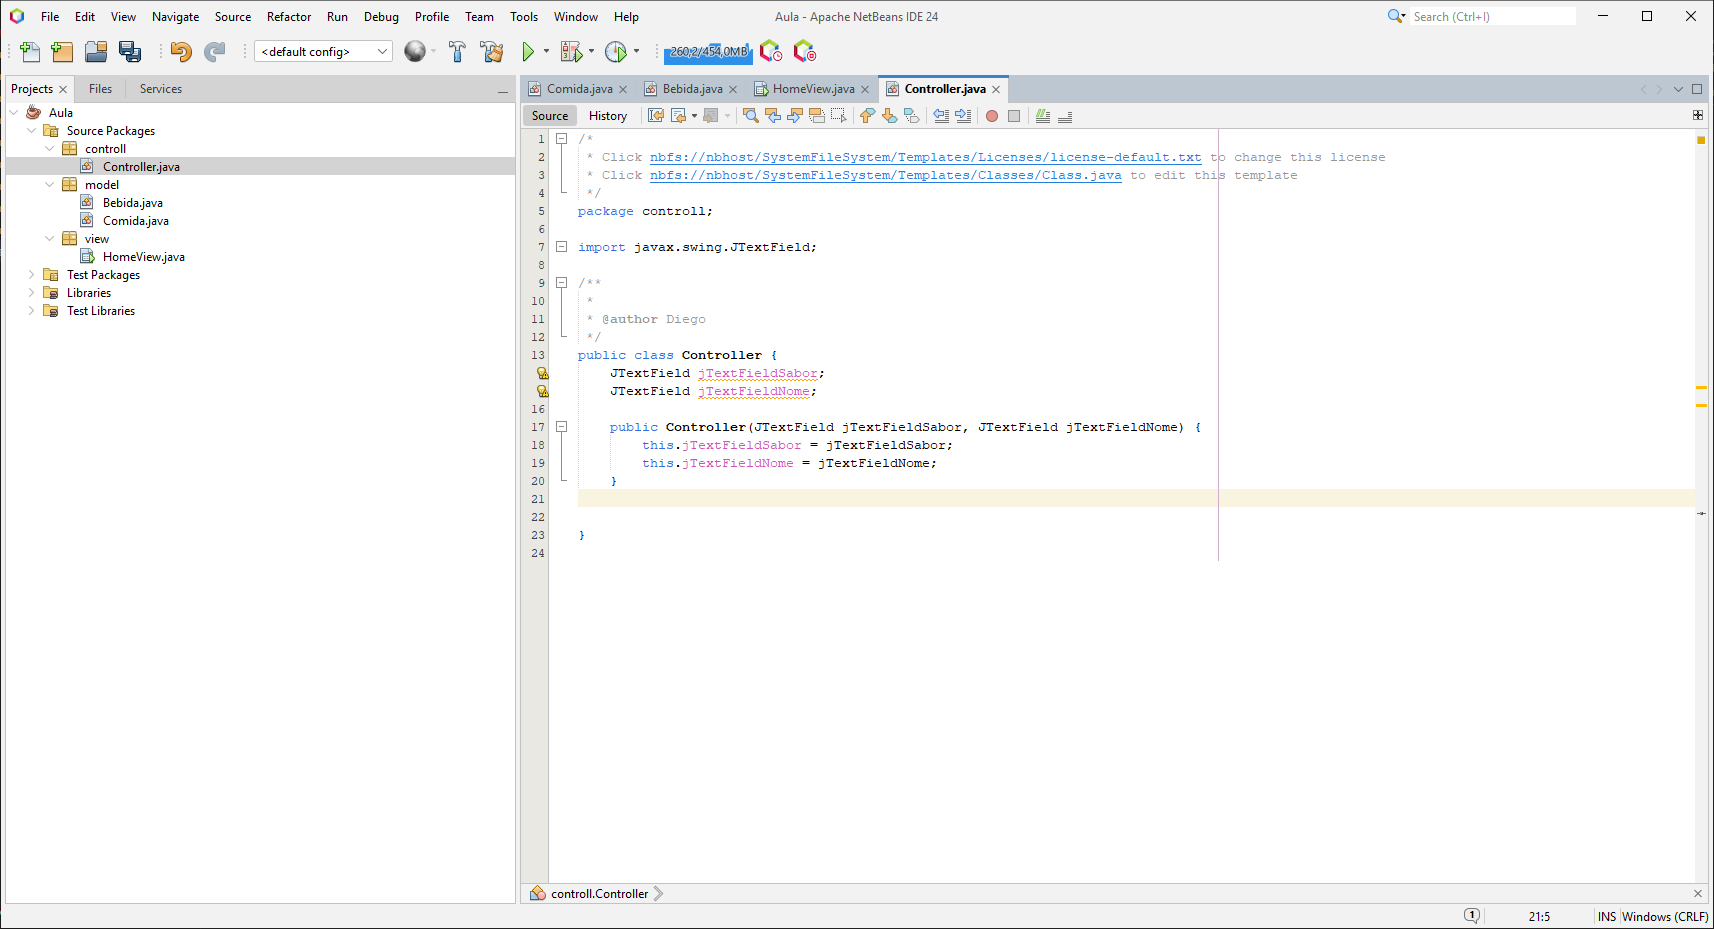 File Edit View Navigate Source Refactor Run Debug Profile Team Tools Window Help
Aula - Apache NetBeans IDE 24
Search (Ctrl+I)
<default config>
260,2/454,0MB
Projects Files Services
Aula
Source Packages
controll
Controller.java
model
Bebida.java
Comida.java
view
HomeView.java
Test Packages
Libraries
Test Libraries
Comida.java Bebida.java HomeView.java Controller.java
Source History
1 /*
2 * Click nbfs://nbhost/SystemFileSystem/Templates/Licenses/license-default.txt to change this license
3 * Click nbfs://nbhost/SystemFileSystem/Templates/Classes/Class.java to edit this template
4 */
5 package controll;
6
7 import javax.swing.JTextField;
8
9 /**
10 *
11 * @author Diego
12 */
13 public class Controller {
JTextField jTextFieldSabor;
JTextField jTextFieldNome;
16
17 public Controller(JTextField jTextFieldSabor, JTextField jTextFieldNome) {
18 this.jTextFieldSabor = jTextFieldSabor;
19 this.jTextFieldNome = jTextFieldNome;
20 }
21
22
23 }
24
controll.Controller
1 21:5 INS Windows (CRLF)